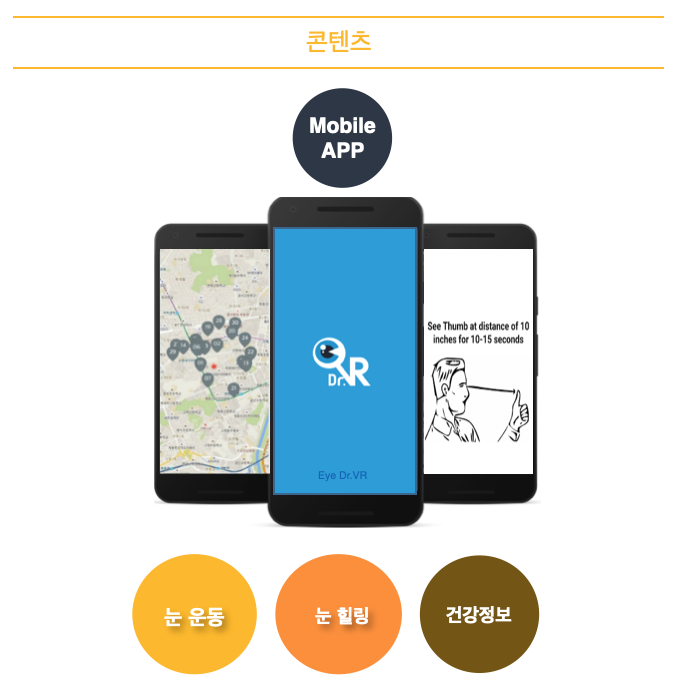 콘텐츠
Mobile
APP
See Thumb at distance of 10
inches for 10-15 seconds
Dr.VR
Eye Dr.VR
눈 운동
눈 힐링
건강정보